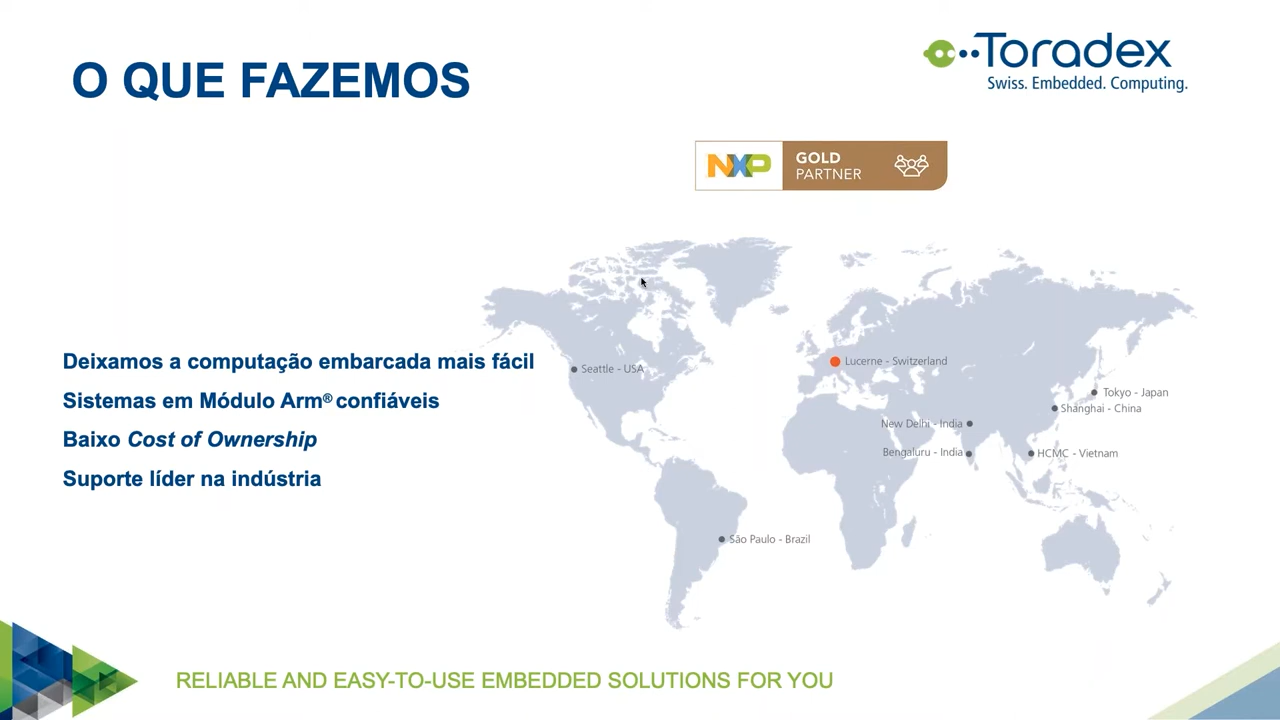 O QUE FAZEMOS
Toradex
Swiss. Embedded. Computing.
NXP
GOLD
PARTNER
Deixamos a computação embarcada mais fácil
Sistemas em Módulo Arm® confiáveis
Baixo Cost of Ownership
Suporte líder na indústria
Seattle - USA
Lucerne - Switzerland
Tokyo - Japan
Shanghai - China
New Delhi - India
Bengaluru - India
HCMC - Vietnam
São Paulo - Brazil
RELIABLE AND EASY-TO-USE EMBEDDED SOLUTIONS FOR YOU